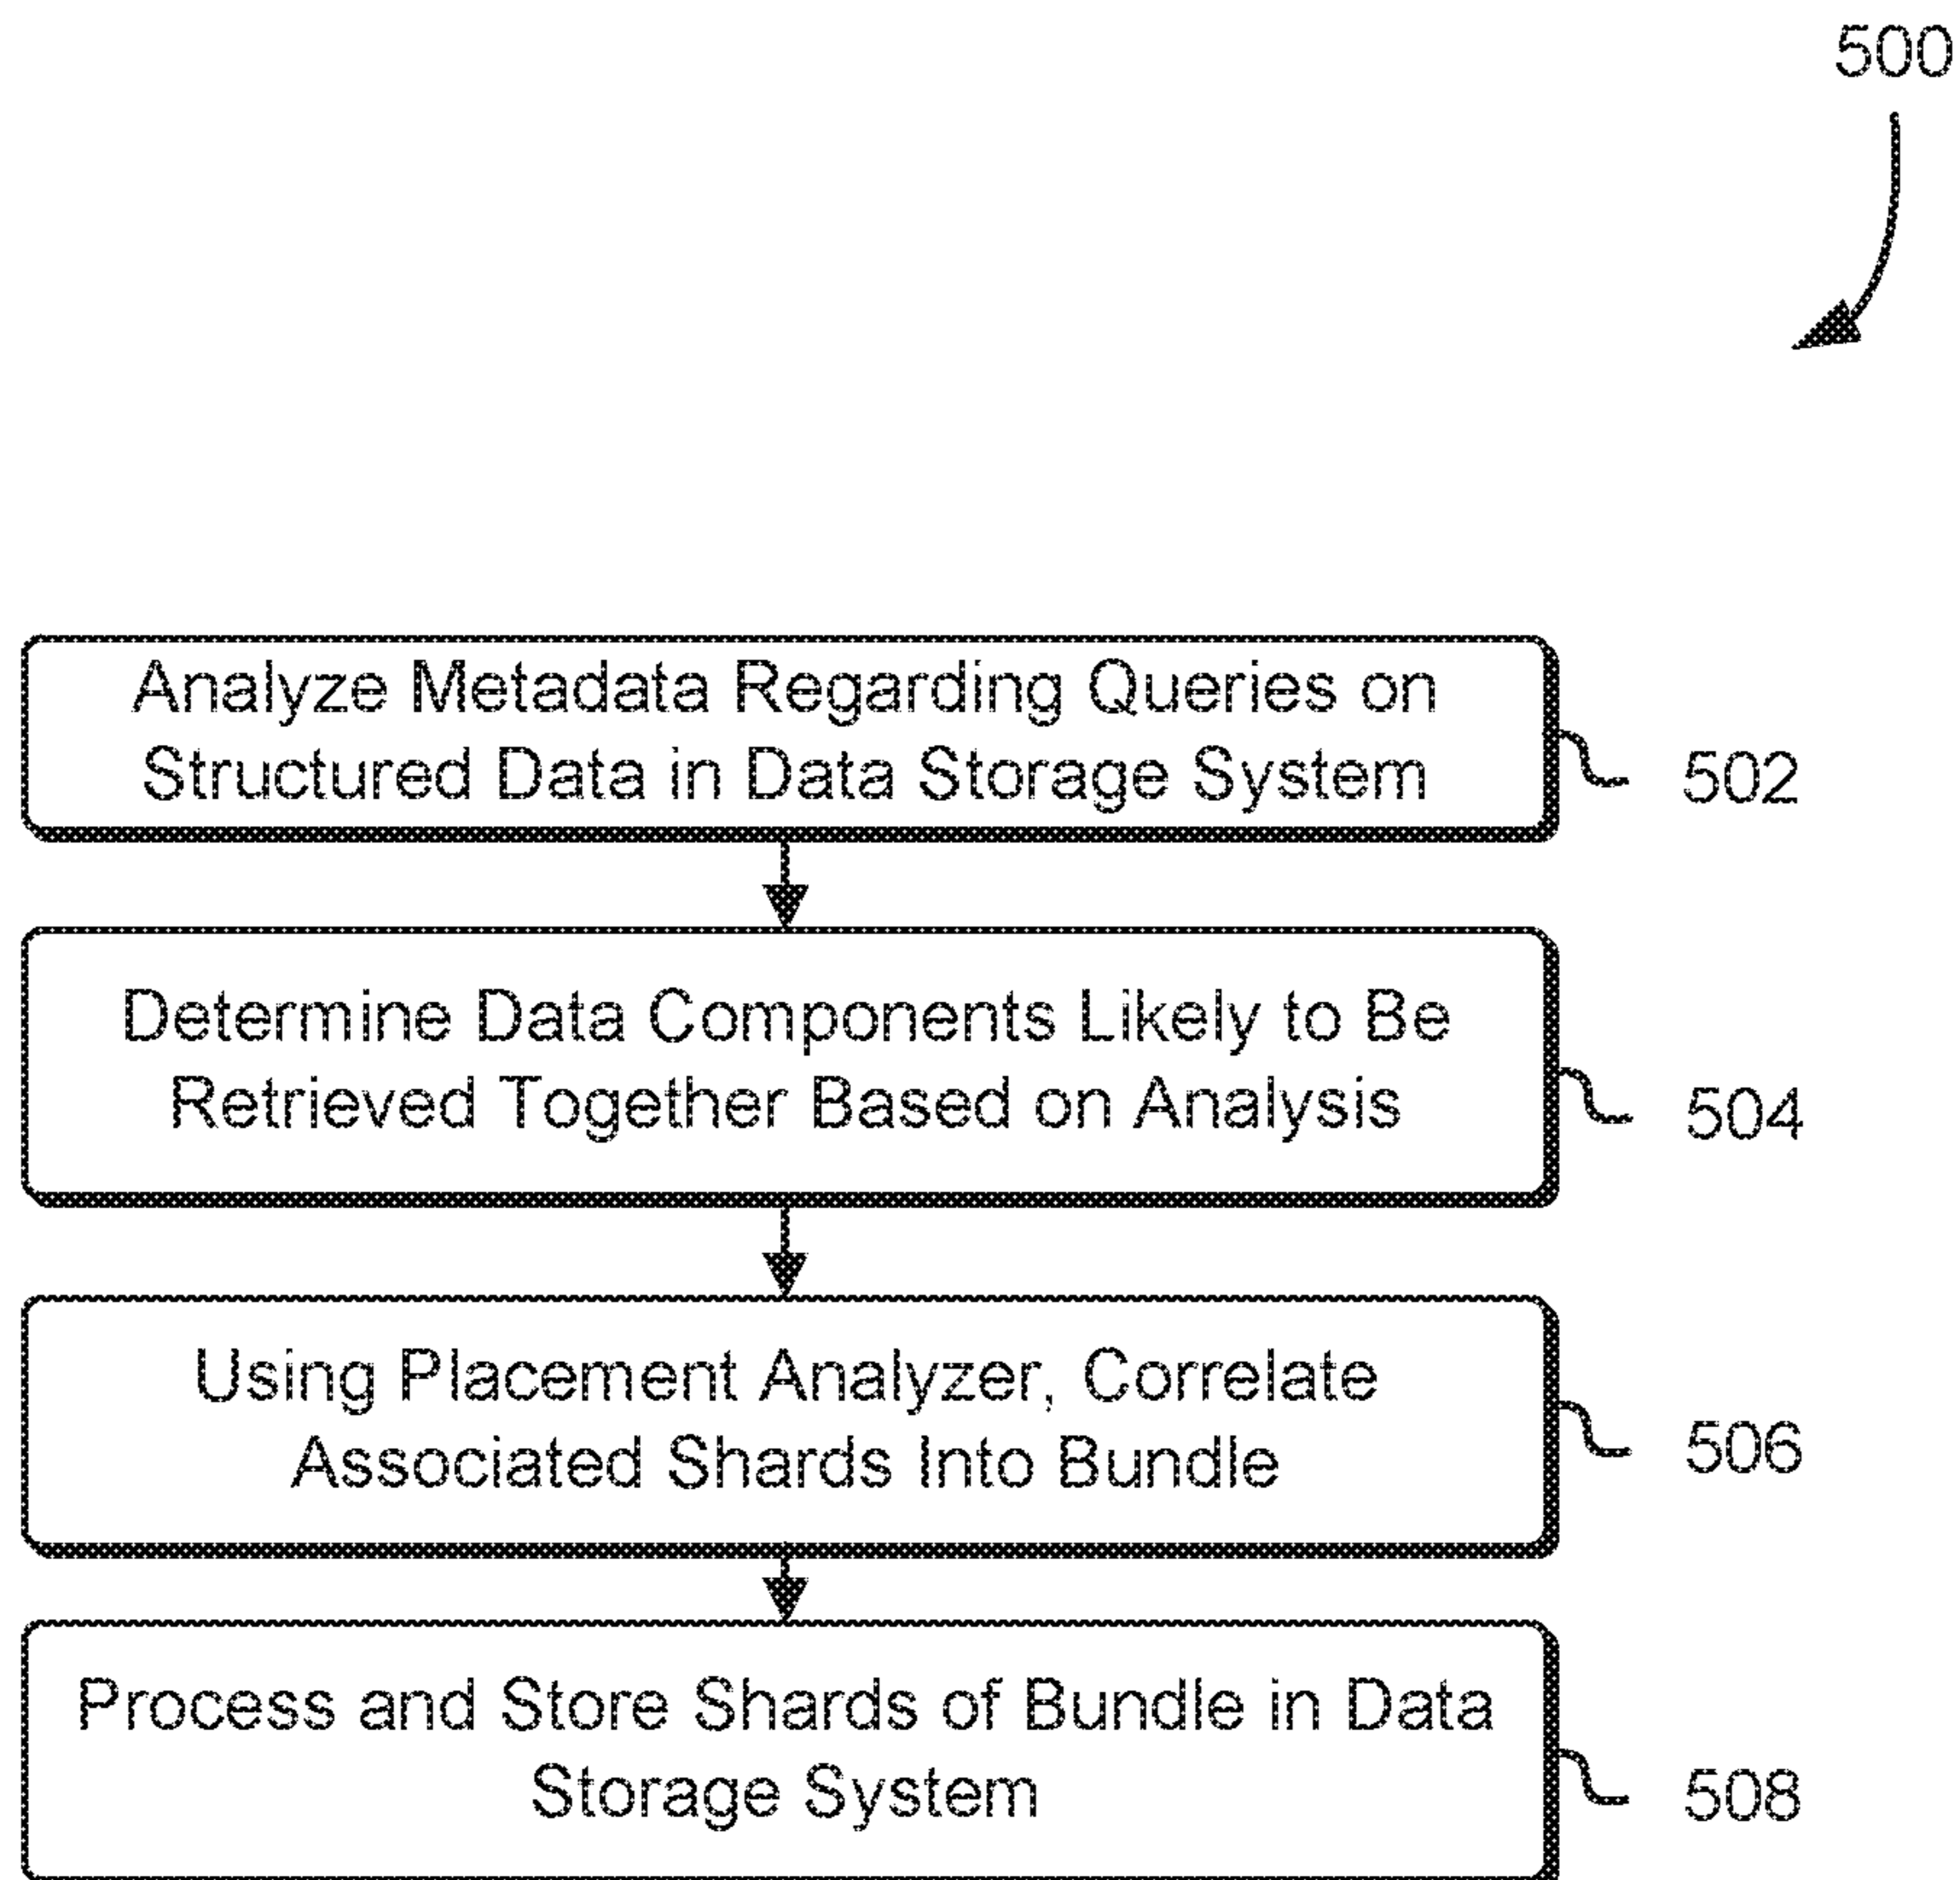 500
Analyze Metadata Regarding Queries on
Structured Data in Data Storage System
502
Determine Data Components Likely to Be
Retrieved Together Based on Analysis
504
Using Placement Analyzer, Correlate
Associated Shards Into Bundle
506
Process and Store Shards of Bundle in Data
Storage System
508